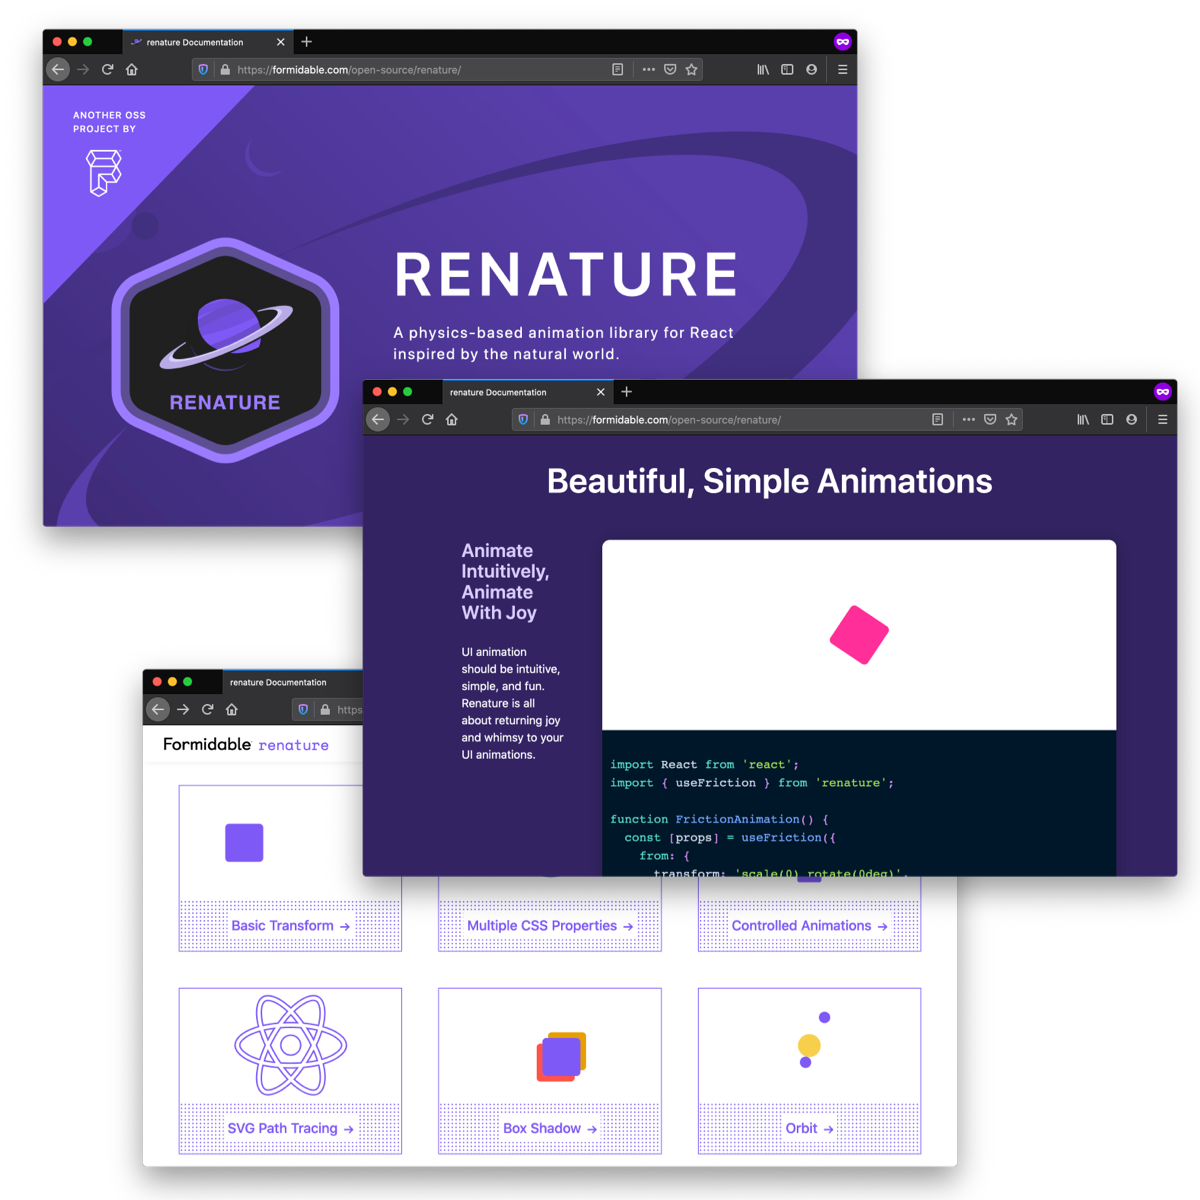 renature Documentation
https://formidable.com/open-source/renature/
ANOTHER OSS
PROJECT BY
RENATURE
A physics-based animation library for React
inspired by the natural world.
RENATURE
renature Documentation
https://formidable.com/open-source/renature/
Beautiful, Simple Animations
Animate
Intuitively,
Animate
With Joy
UI animation
should be intuitive,
simple, and fun.
Renature is all
about returning joy
and whimsy to your
UI animations.
import React from 'react';
import { useFriction } from 'renature';
function FrictionAnimation() {
const [props] = useFriction({
from: {
transform: 'scale(0) rotate(0deg)',
renature Documentation
https
Formidable renature
Basic Transform →
Multiple CSS Properties →
Controlled Animations →
SVG Path Tracing →
Box Shadow →
Orbit →